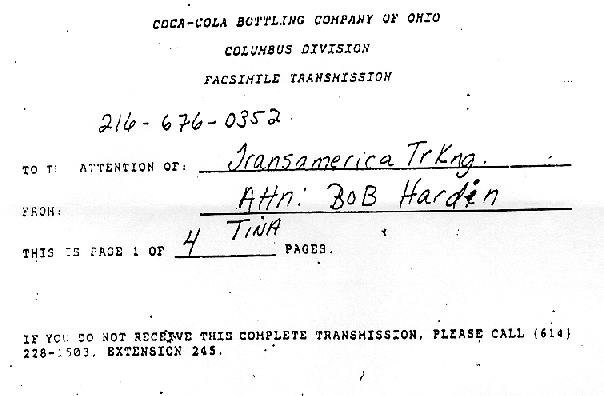 COCA-COLA BOTTLING COMPANY OF OHIO
COLUMBUS DIVISION
FACSIMILE TRANSMISSION
216-676-0352
TO T ATTENTION OF: Transamerica Trkng.
Attn: BOB Hardin
FROM:
TINA
THIS IS PAGE 1 OF 4 PAGES.
IF YOU DO NOT RECEIVE THIS COMPLETE TRANSMISSION, PLEASE CALL (614)
228-1503, EXTENSION 245.